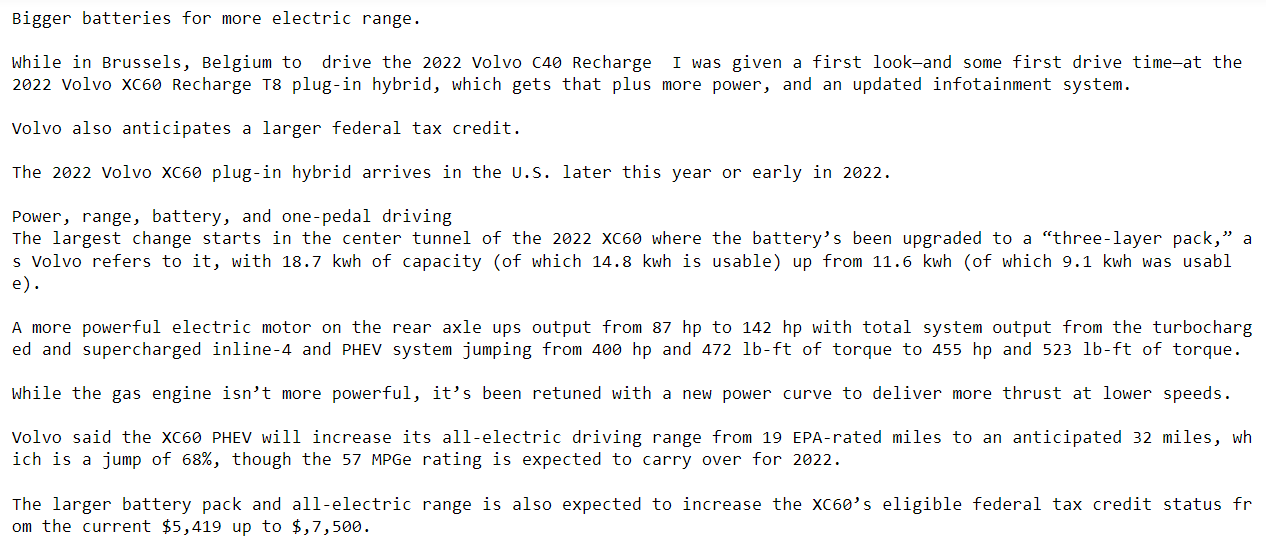 Bigger batteries for more electric range.
While in Brussels, Belgium to  drive the 2022 Volvo C40 Recharge  I was given a first look—and some first drive time—at the
2022 Volvo XC60 Recharge T8 plug-in hybrid, which gets that plus more power, and an updated infotainment system.
Volvo also anticipates a larger federal tax credit.
The 2022 Volvo XC60 plug-in hybrid arrives in the U.S. later this year or early in 2022.
Power, range, battery, and one-pedal driving
The largest change starts in the center tunnel of the 2022 XC60 where the battery’s been upgraded to a “three-layer pack,” a
s Volvo refers to it, with 18.7 kwh of capacity (of which 14.8 kwh is usable) up from 11.6 kwh (of which 9.1 kwh was usabl
e).
A more powerful electric motor on the rear axle ups output from 87 hp to 142 hp with total system output from the turbocharg
ed and supercharged inline-4 and PHEV system jumping from 400 hp and 472 lb-ft of torque to 455 hp and 523 lb-ft of torque.
While the gas engine isn’t more powerful, it’s been retuned with a new power curve to deliver more thrust at lower speeds.
Volvo said the XC60 PHEV will increase its all-electric driving range from 19 EPA-rated miles to an anticipated 32 miles, wh
ich is a jump of 68%, though the 57 MPGe rating is expected to carry over for 2022.
The larger battery pack and all-electric range is also expected to increase the XC60’s eligible federal tax credit status fr
om the current $5,419 up to $,7,500.